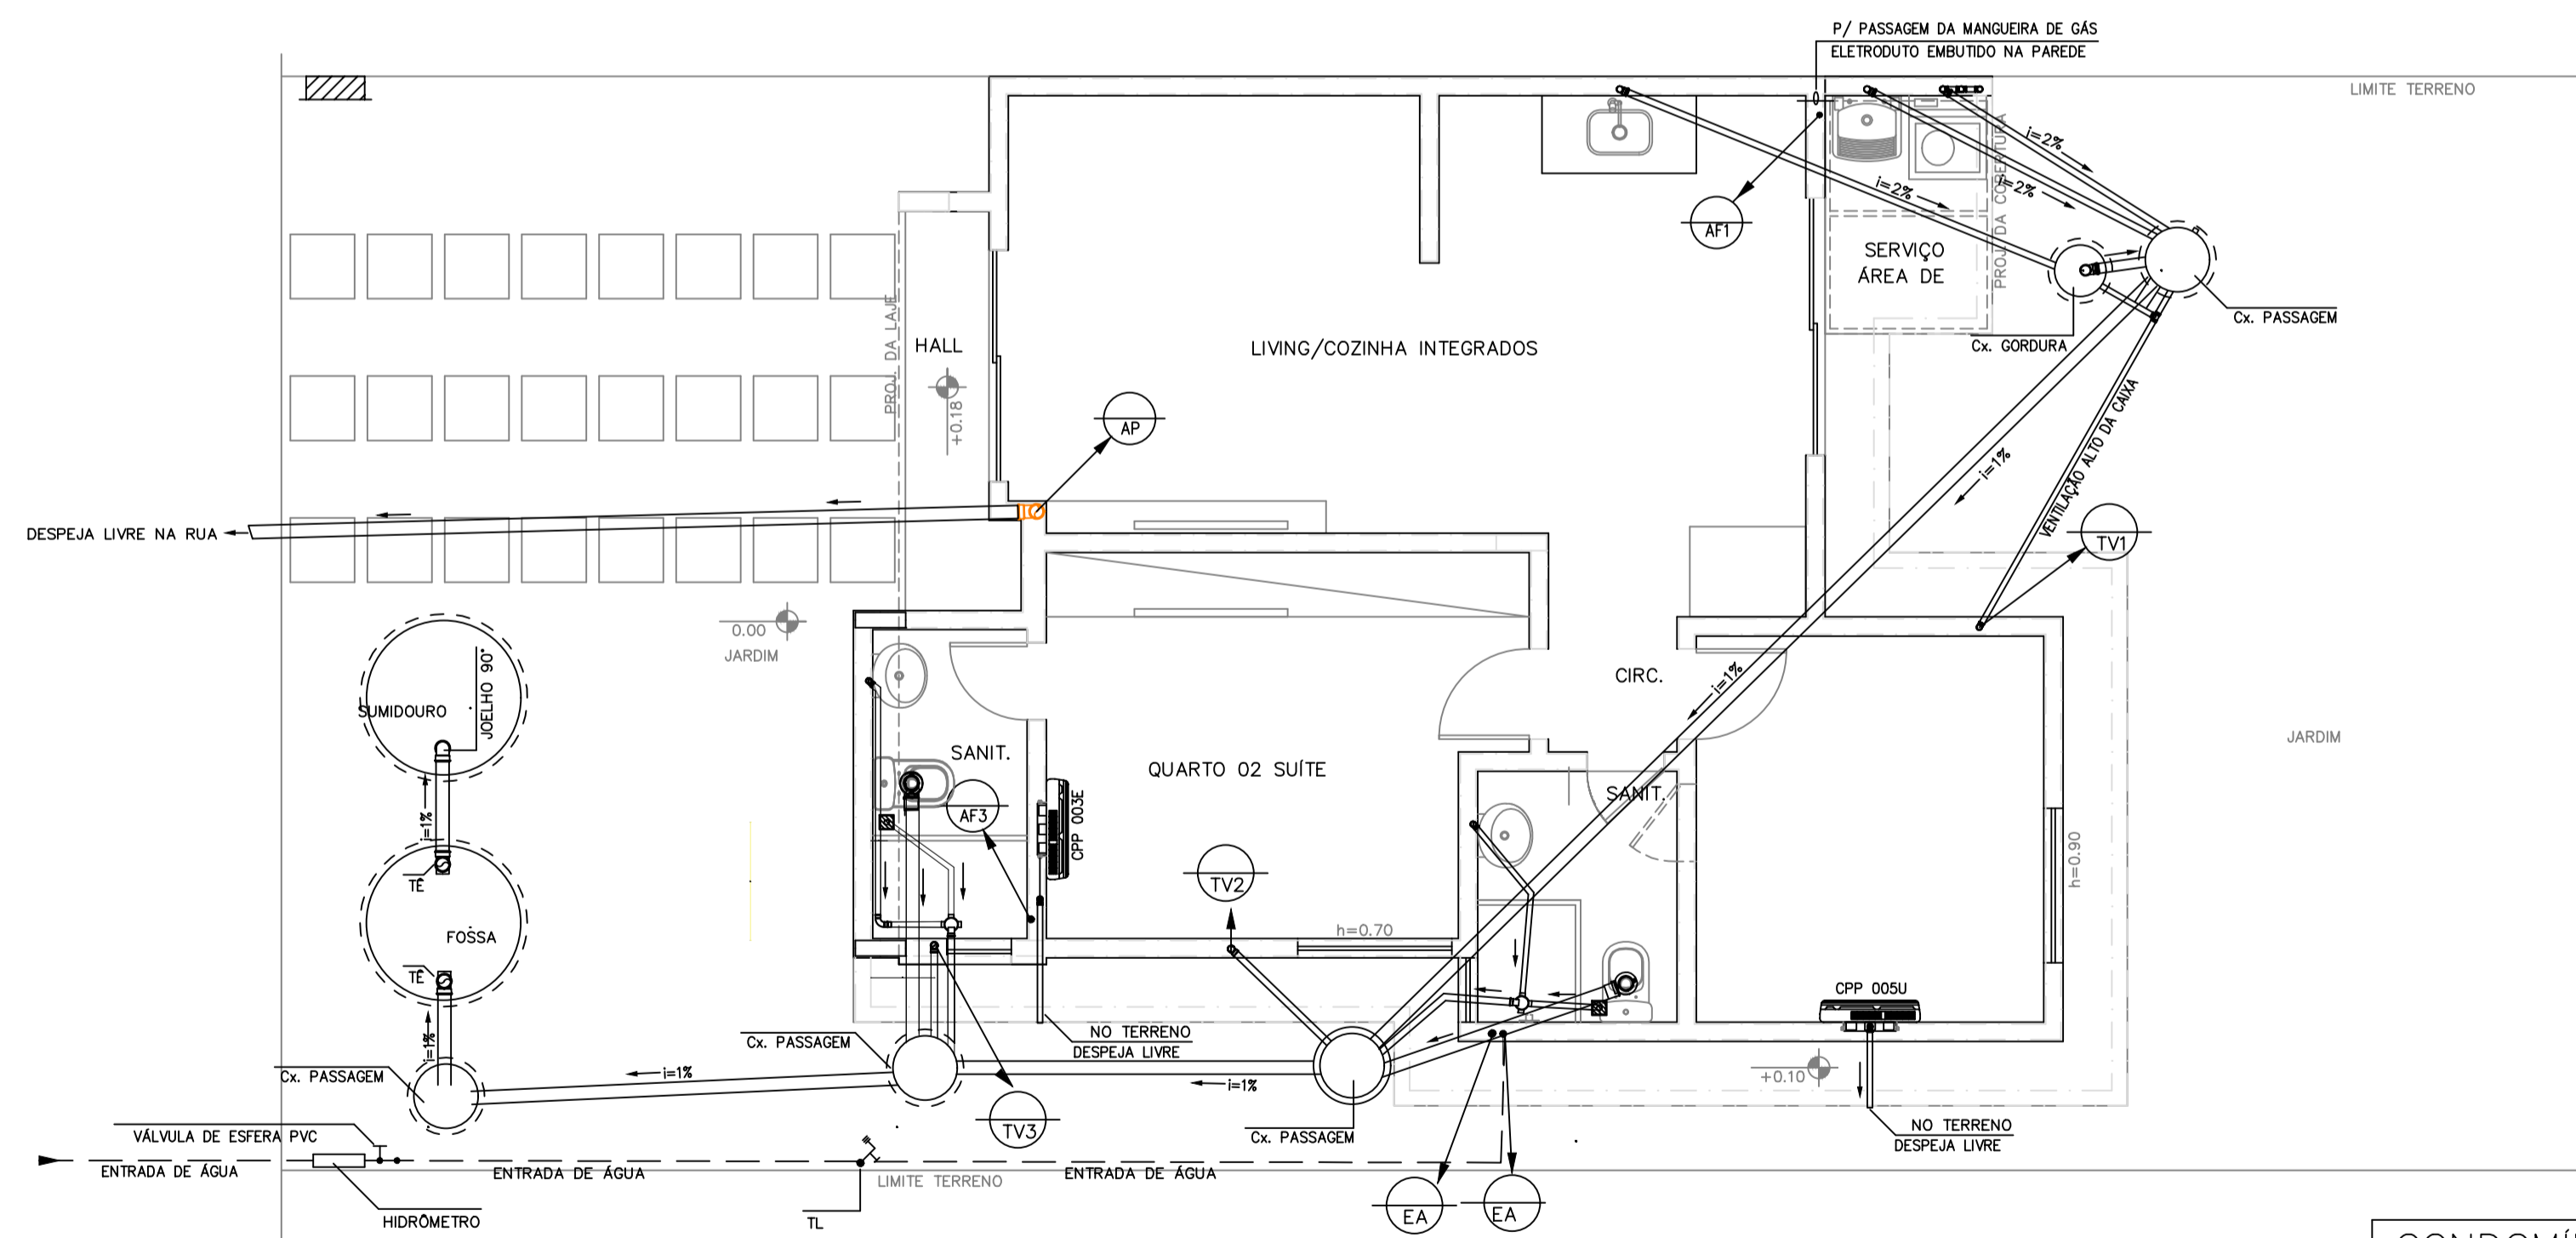 P/ PASSAGEM DA MANGUEIRA DE GÁS
ELETRODUTO EMBUTIDO NA PAREDE
LIMITE TERRENO
i=2%
i=2%
i=2%
PROJ. DA COBERTURA
AF1
SERVIÇO
ÁREA DE
Cx. PASSAGEM
Cx. GORDURA
HALL
PROJ. DA LAJE
+0.18
LIVING/COZINHA INTEGRADOS
AP
VENTILAÇÃO ALTO DA CAIXA
i=1%
DESPEJA LIVRE NA RUA
TV1
0.00
JARDIM
SUMIDOURO
JOELHO 90°
CIRC.
i=1%
JARDIM
SANIT.
QUARTO 02 SUÍTE
SANIT.
AF3
CPP 003E
i=1%
h=0.90
TÊ
TV2
h=0.70
FOSSA
TÊ
CPP 005U
NO TERRENO
DESPEJA LIVRE
Cx. PASSAGEM
i=1%
Cx. PASSAGEM
i=1%
i=1%
+0.10
TV3
Cx. PASSAGEM
NO TERRENO
DESPEJA LIVRE
VÁLVULA DE ESFERA PVC
ENTRADA DE ÁGUA
ENTRADA DE ÁGUA
ENTRADA DE ÁGUA
LIMITE TERRENO
HIDRÔMETRO
TL
EA
EA